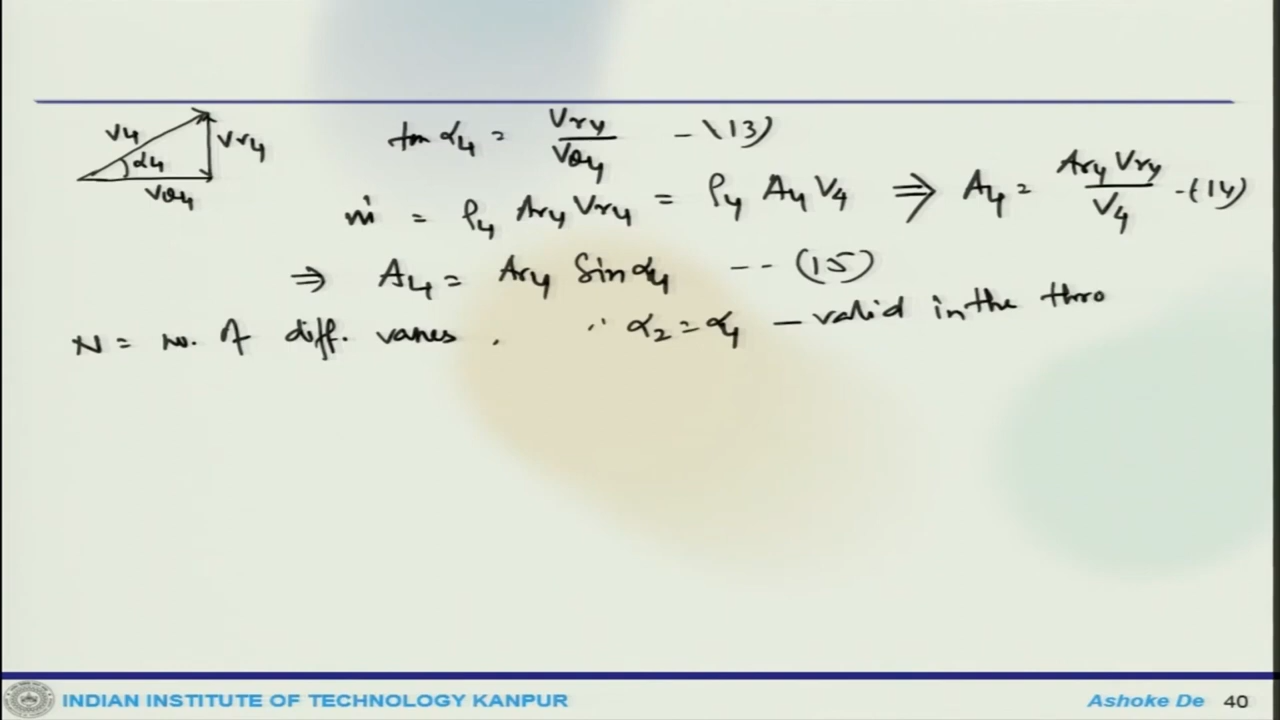 V4 α4 Vr4 Vθ4
tan α4 = Vr4 / Vθ4 - (13)
ṁ = ρ4 Ar4 Vr4 = ρ4 A4 V4 ⇒ A4 = Ar4 Vr4 / V4 - (14)
⇒ A4 = Ar4 Sin α4 -- (15)
N = no. of diff. vanes. ∴ α2 = α4 - valid in the thro
INDIAN INSTITUTE OF TECHNOLOGY KANPUR Ashoke De 40